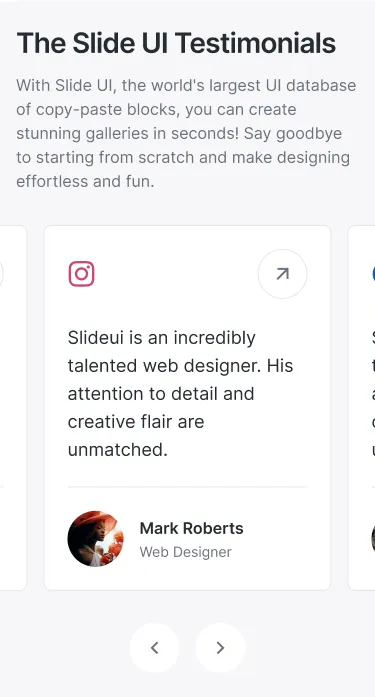 The Slide UI Testimonials
With Slide UI, the world's largest UI database
of copy-paste blocks, you can create
stunning galleries in seconds! Say goodbye
to starting from scratch and make designing
effortless and fun.
Slideui is an incredibly
talented web designer. His
attention to detail and
creative flair are
unmatched.
Mark Roberts
Web Designer